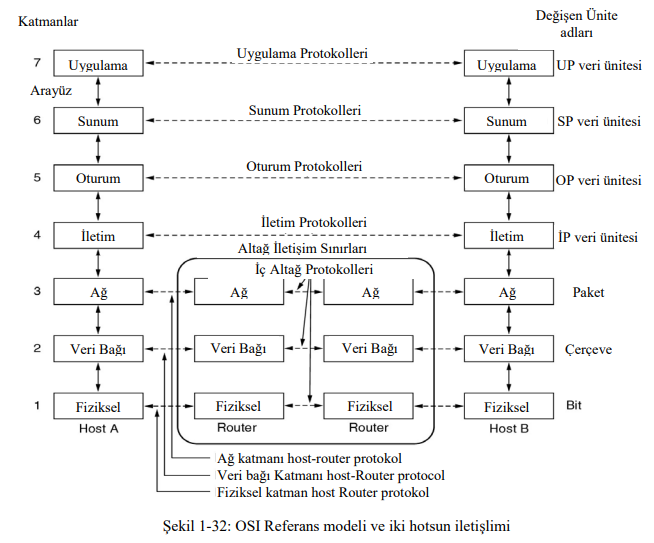 Katmanlar
Değişen Ünite
adları
7 Uygulama Uygulama Protokolleri Uygulama UP veri ünitesi
Arayüz
6 Sunum Sunum Protokolleri Sunum SP veri ünitesi
5 Oturum Oturum Protokolleri Oturum OP veri ünitesi
4 İletim İletim Protokolleri İletim İP veri ünitesi
Altağ İletişim Sınırları
İç Altağ Protokolleri
3 Ağ Ağ Ağ Ağ Paket
2 Veri Bağı Veri Bağı Veri Bağı Veri Bağı Çerçeve
1 Fiziksel Fiziksel Fiziksel Fiziksel Bit
Host A Router Router Host B
Ağ katmanı host-router protokol
Veri bağı Katmanı host-Router protocol
Fiziksel katman host Router protokol
Şekil 1-32: OSI Referans modeli ve iki hotsun iletişlimi